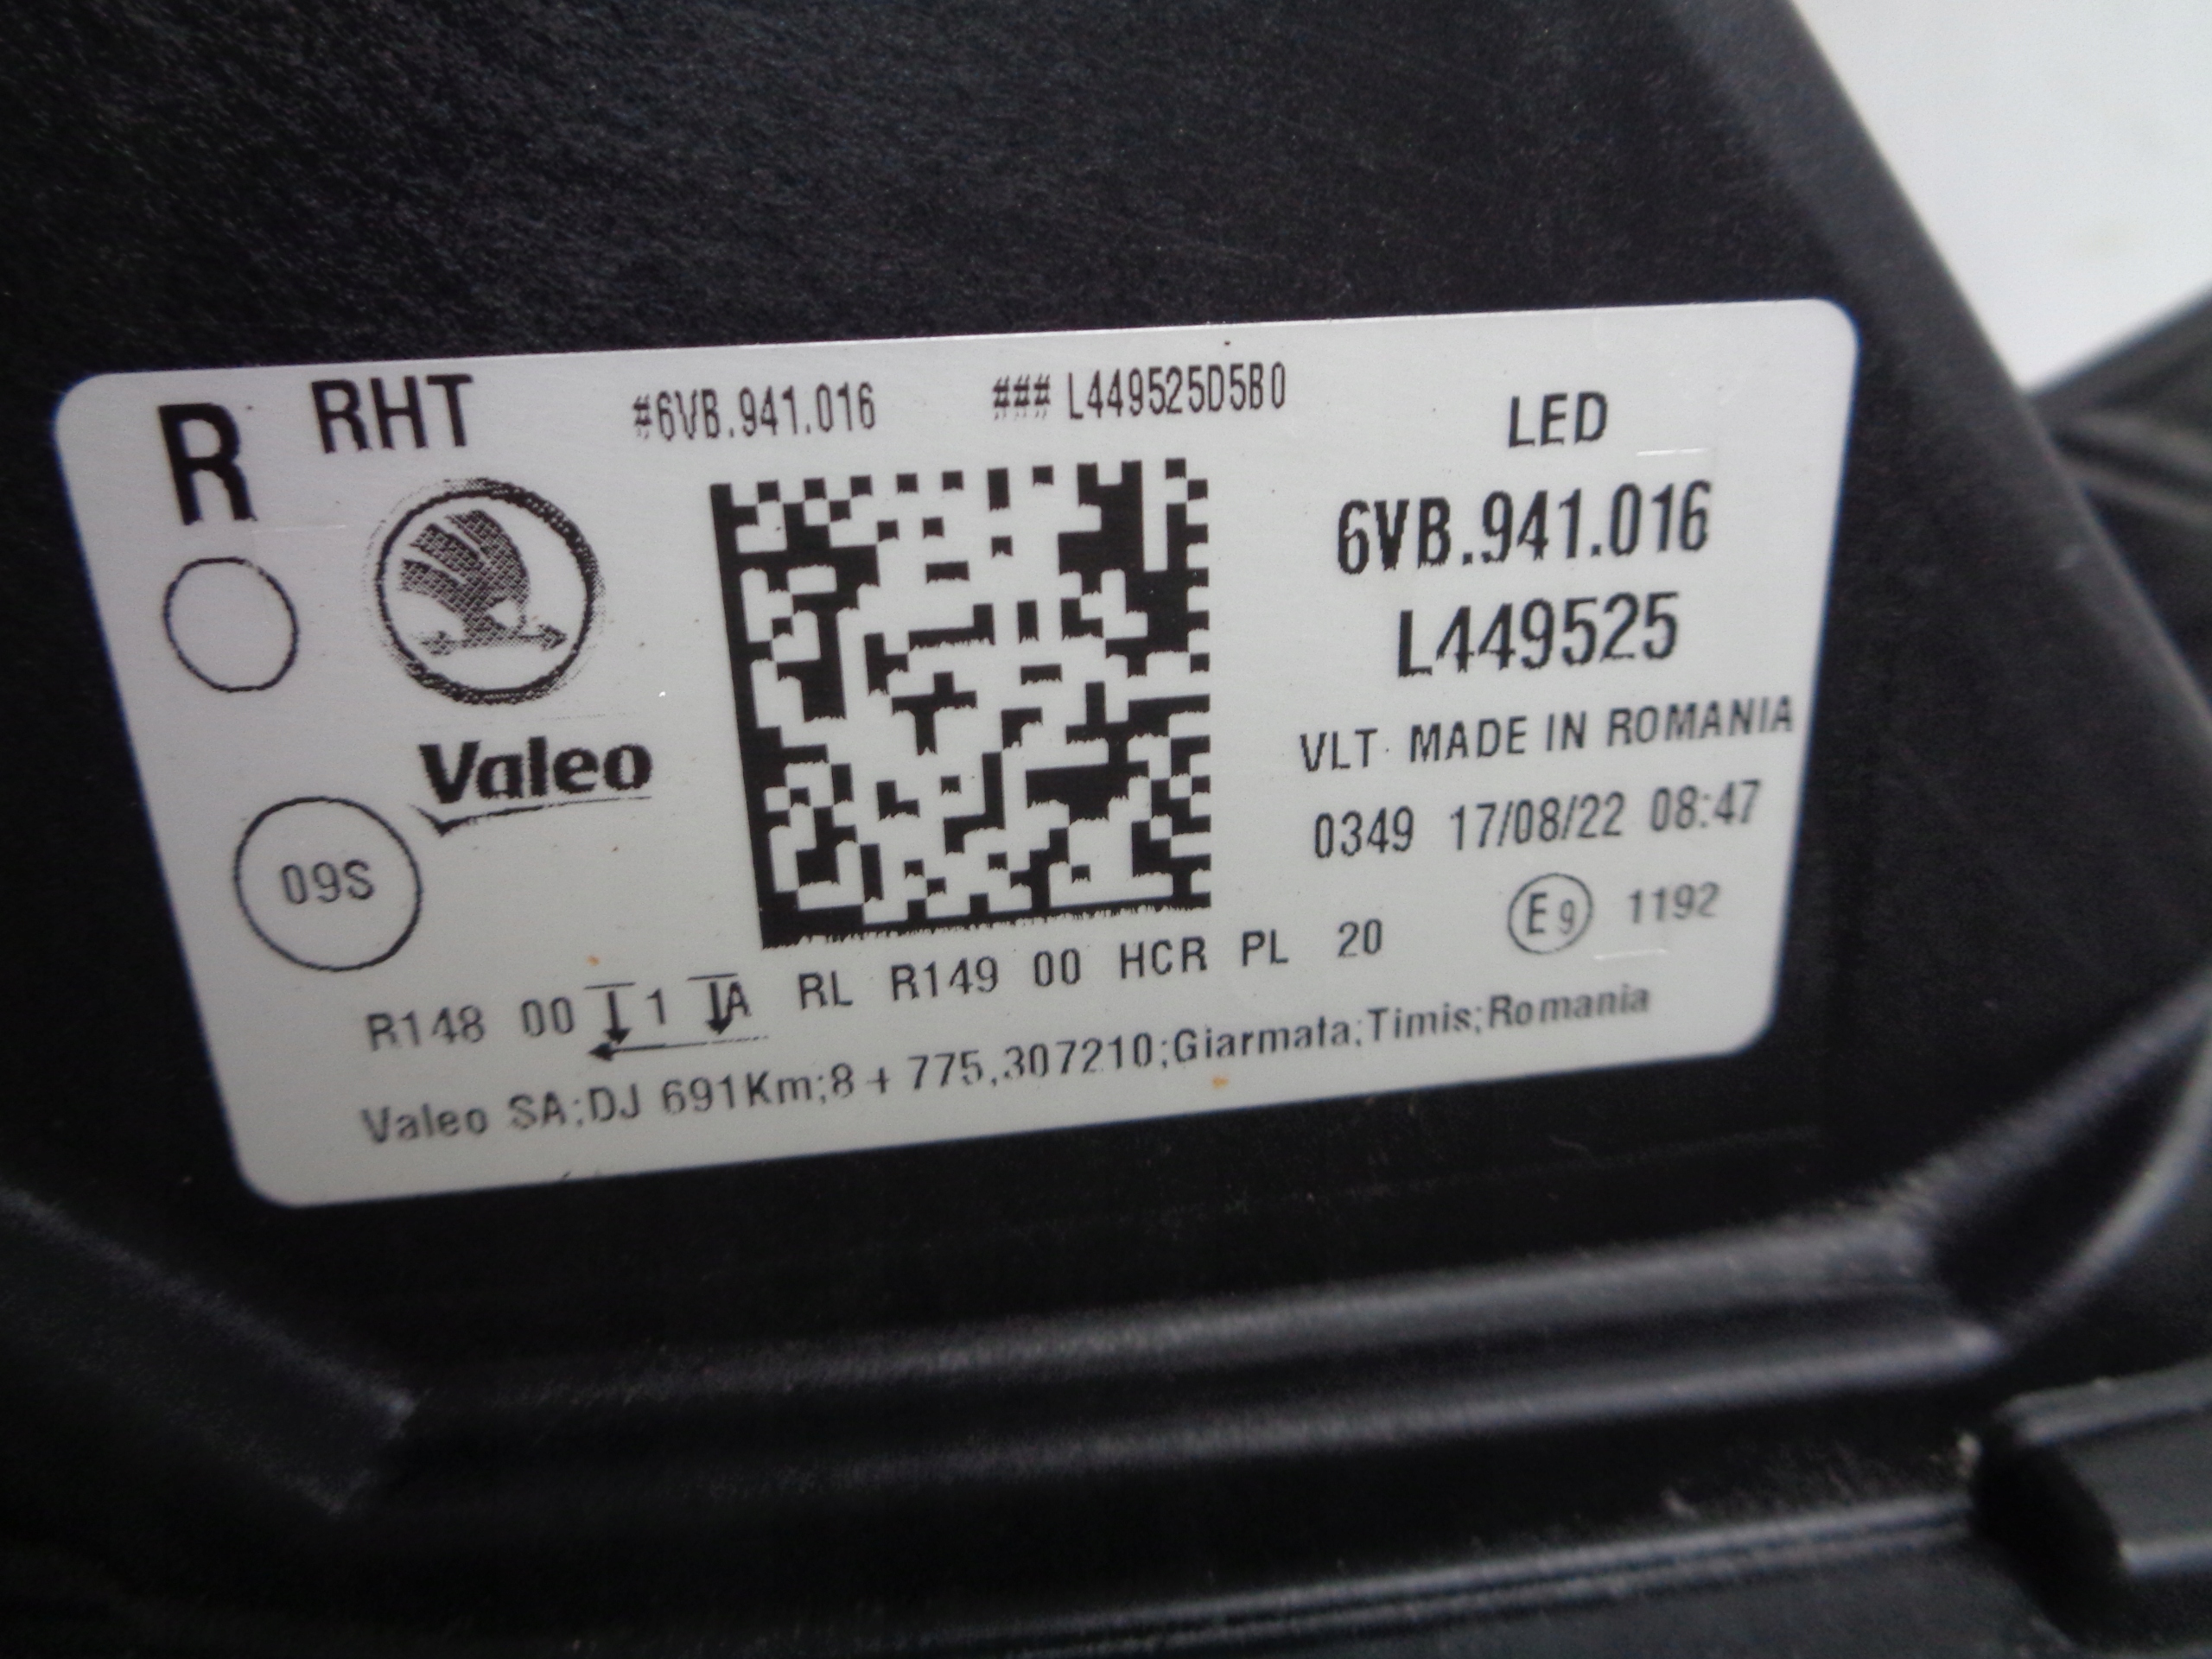 R RHT #6VB.941.016 ### L449525D5B0
LED
6VB.941.016
L449525
Valeo
VLT MADE IN ROMANIA
0349 17/08/22 08:47
09S
E9 1192
R148 00 1 A RL R149 00 HCR PL 20
Valeo SA;DJ 691Km;8+775,307210;Giarmata;Timis;Romania